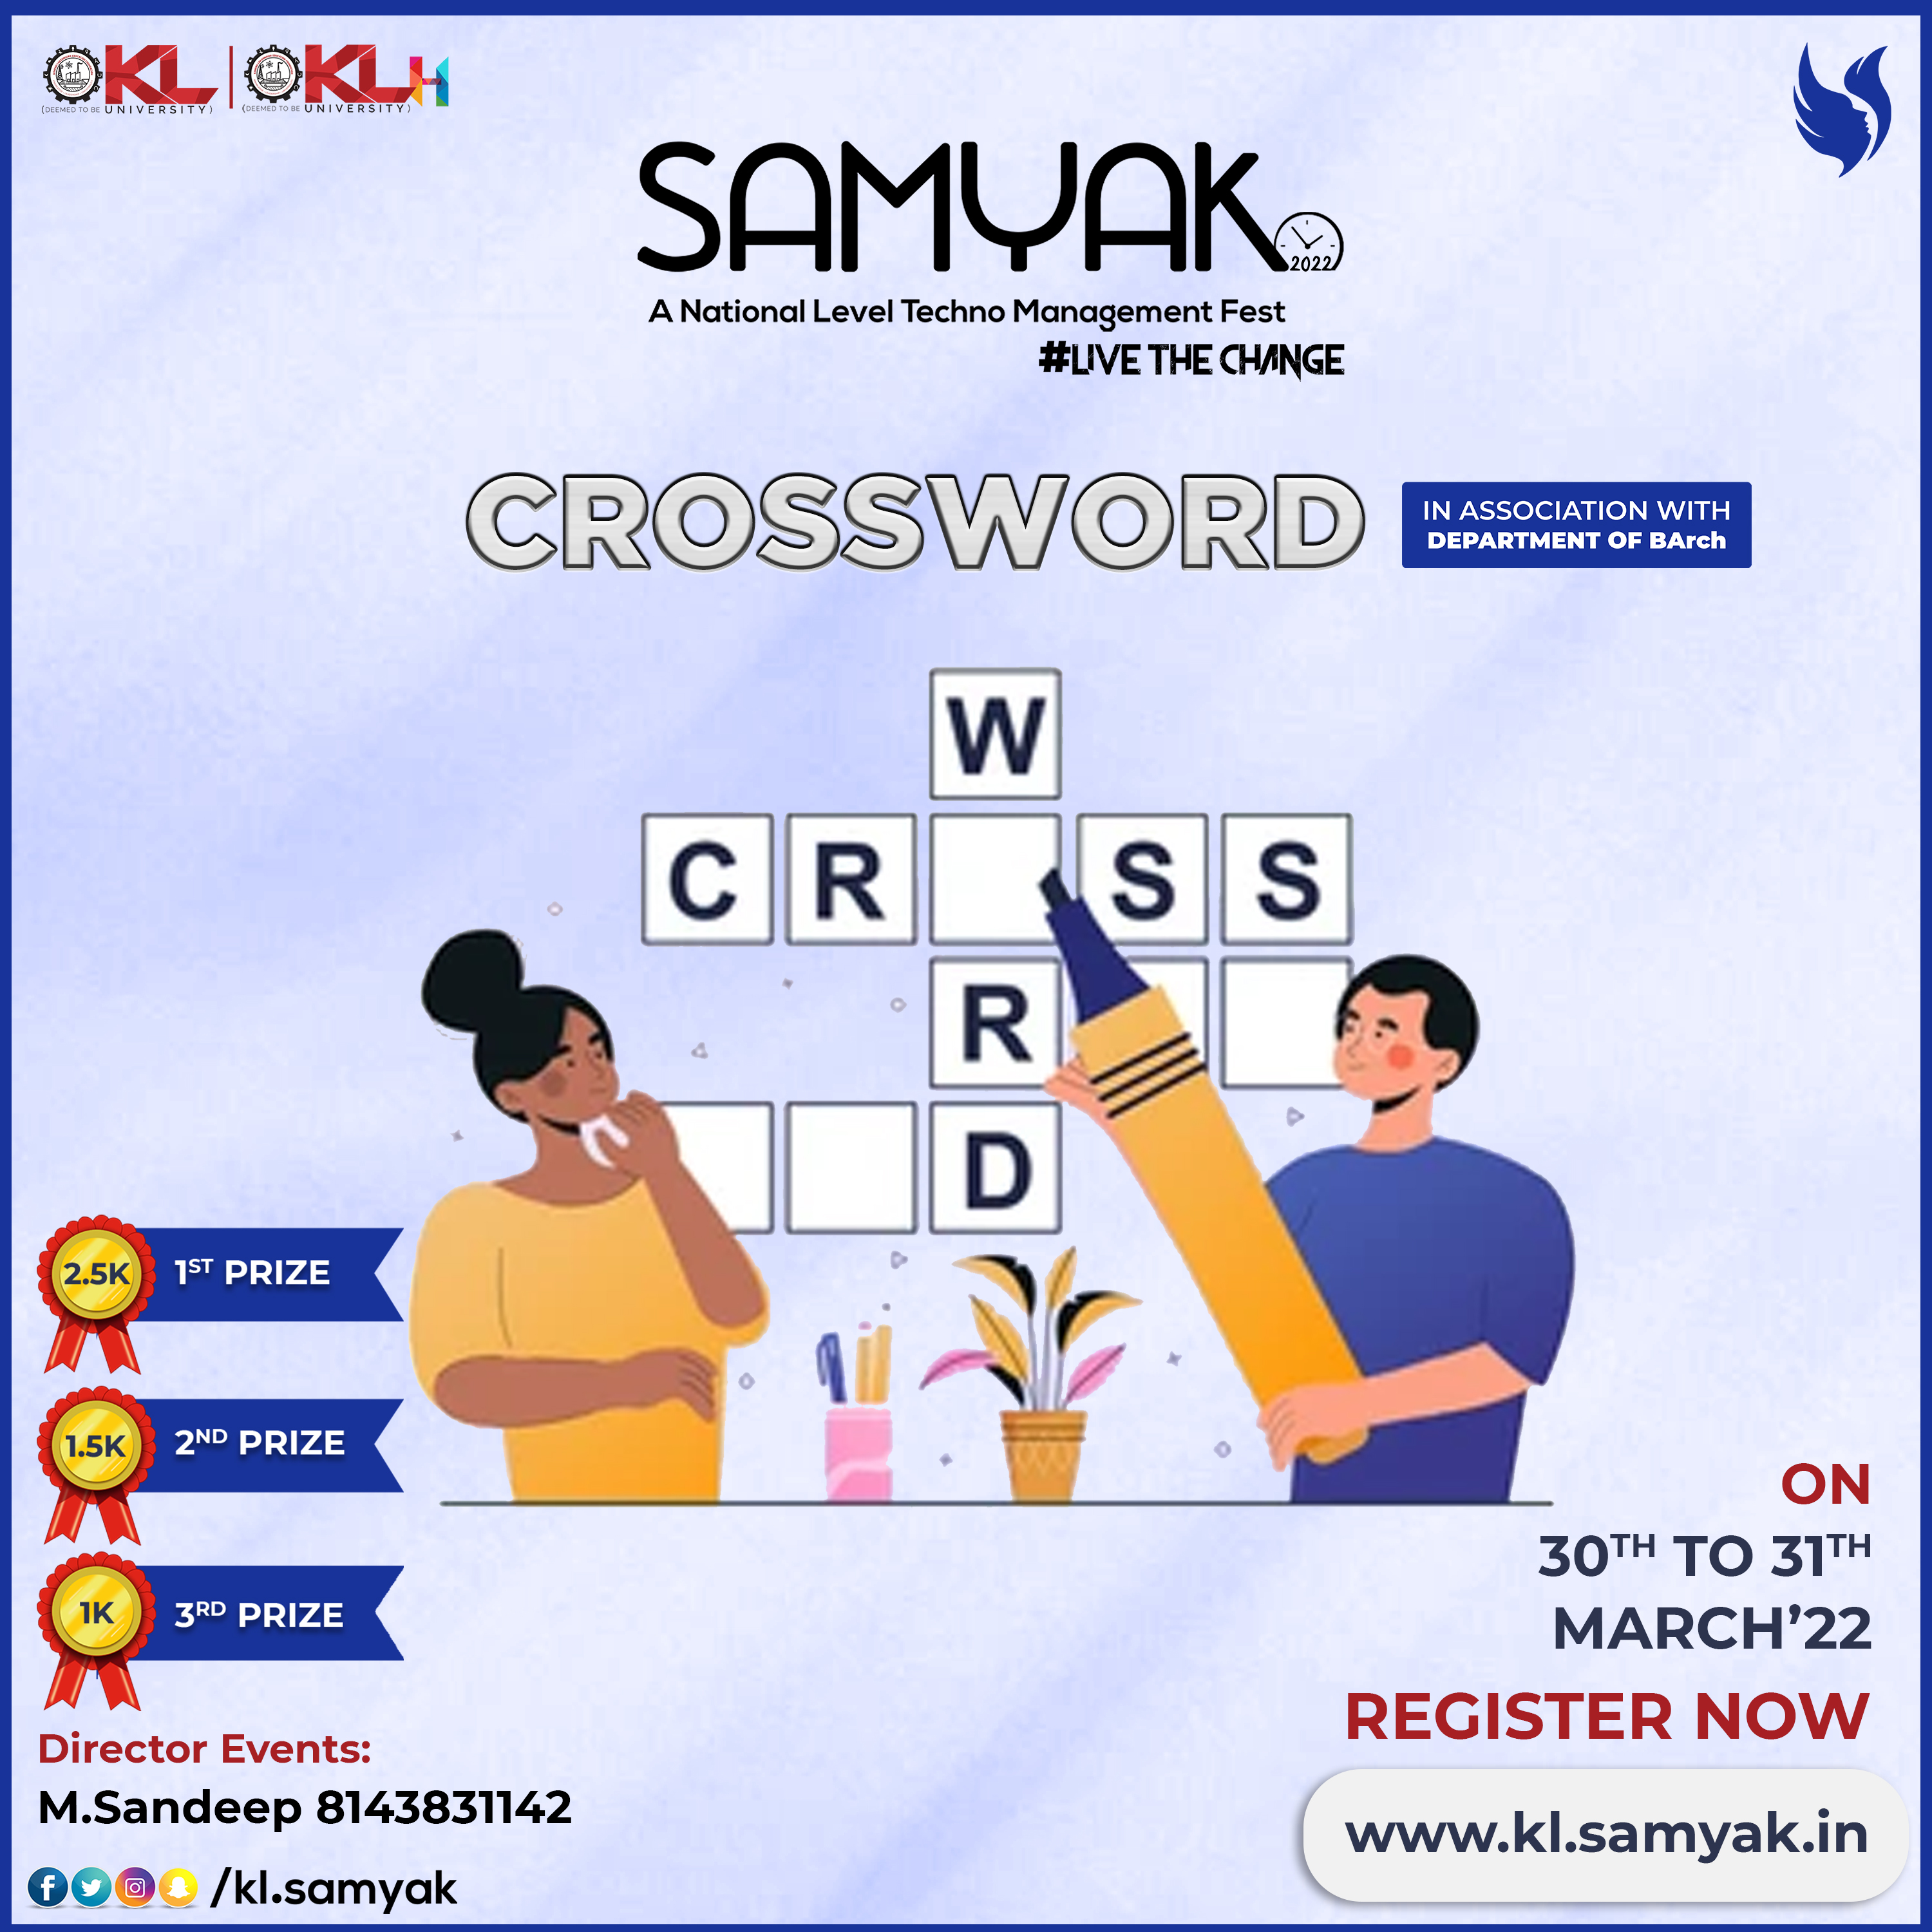 KL | KLH
(DEEMED TO BE UNIVERSITY) (DEEMED TO BE UNIVERSITY)
SAMYAK
2022
A National Level Techno Management Fest
#LIVE THE CHANGE
CROSSWORD
IN ASSOCIATION WITH
DEPARTMENT OF BArch
W
C R S S
R
D
2.5K 1ST PRIZE
1.5K 2ND PRIZE
1K 3RD PRIZE
ON
30TH TO 31TH
MARCH'22
REGISTER NOW
www.kl.samyak.in
Director Events:
M.Sandeep 8143831142
/kl.samyak